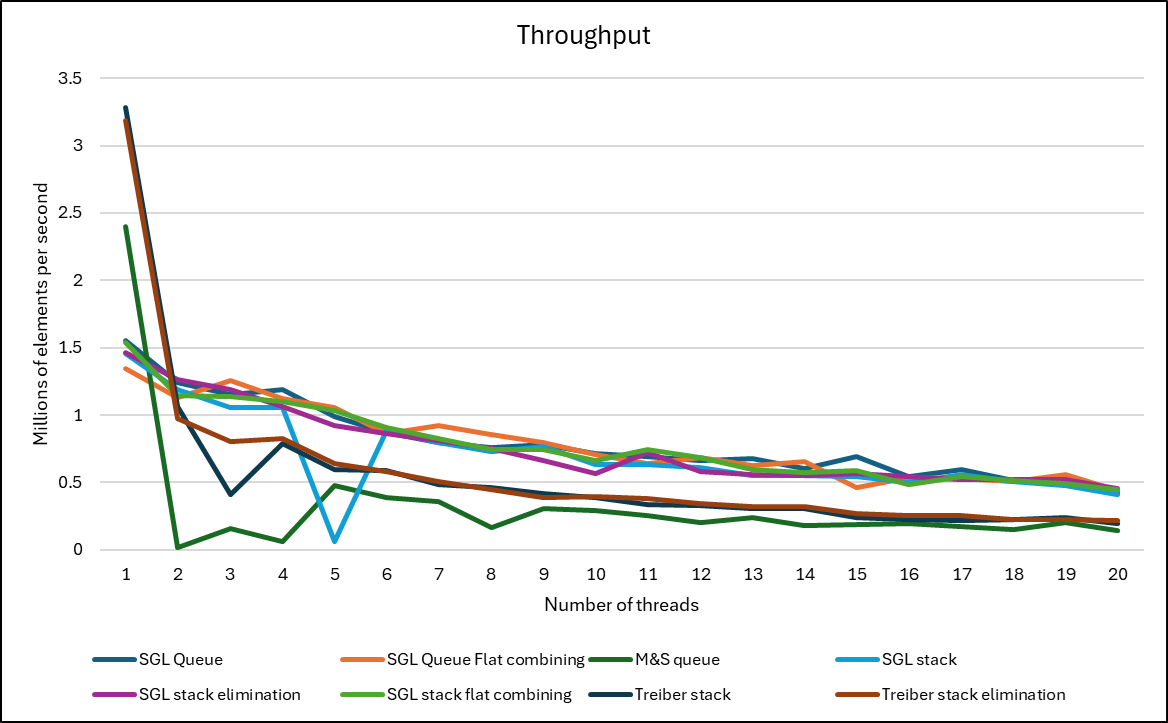 Throughput
3.5
3
2.5
2
1.5
1
0.5
0
Millions of elements per second
1 2 3 4 5 6 7 8 9 10 11 12 13 14 15 16 17 18 19 20
Number of threads
SGL Queue SGL Queue Flat combining M&S queue SGL stack
SGL stack elimination SGL stack flat combining Treiber stack Treiber stack elimination